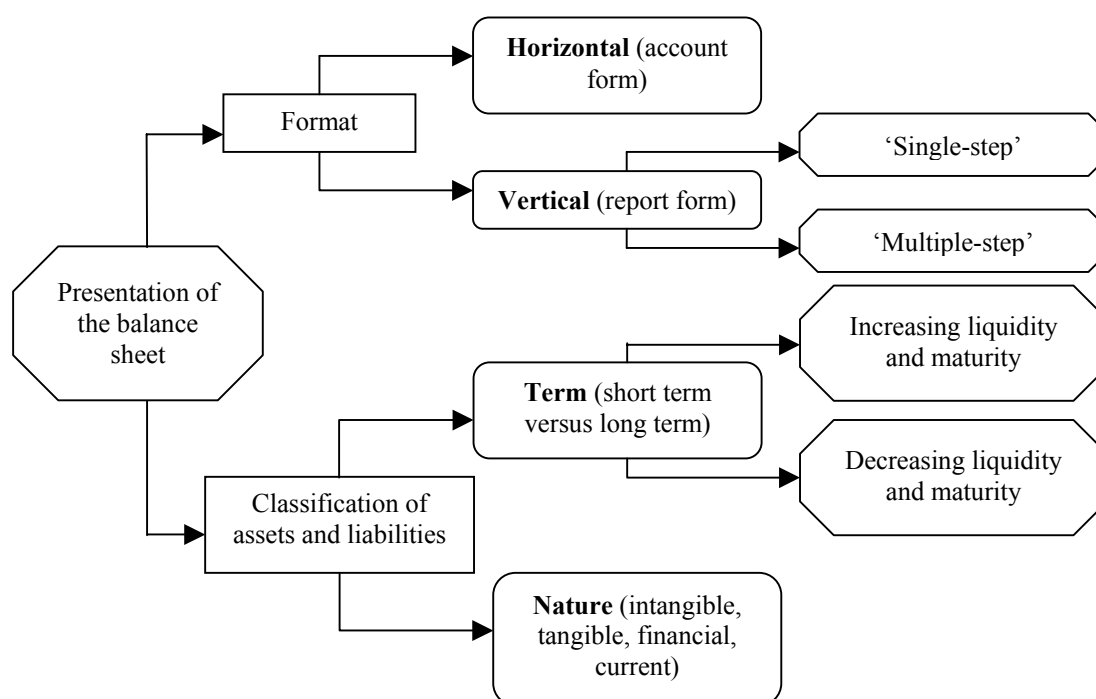 Horizontal (account
form)
Format
‘Single-step’
Vertical (report form)
‘Multiple-step’
Presentation of
the balance
sheet
Increasing liquidity
and maturity
Term (short term
versus long term)
Decreasing liquidity
and maturity
Classification of
assets and liabilities
Nature (intangible,
tangible, financial,
current)